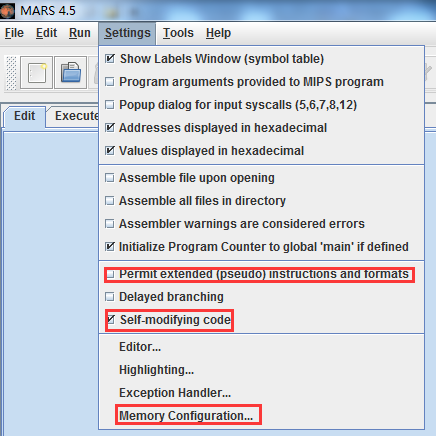 MARS 4.5
File Edit Run Settings Tools Help
Edit Execute
Show Labels Window (symbol table)
Program arguments provided to MIPS program
Popup dialog for input syscalls (5,6,7,8,12)
Addresses displayed in hexadecimal
Values displayed in hexadecimal
Assemble file upon opening
Assemble all files in directory
Assembler warnings are considered errors
Initialize Program Counter to global 'main' if defined
Permit extended (pseudo) instructions and formats
Delayed branching
Self-modifying code
Editor...
Highlighting...
Exception Handler...
Memory Configuration...